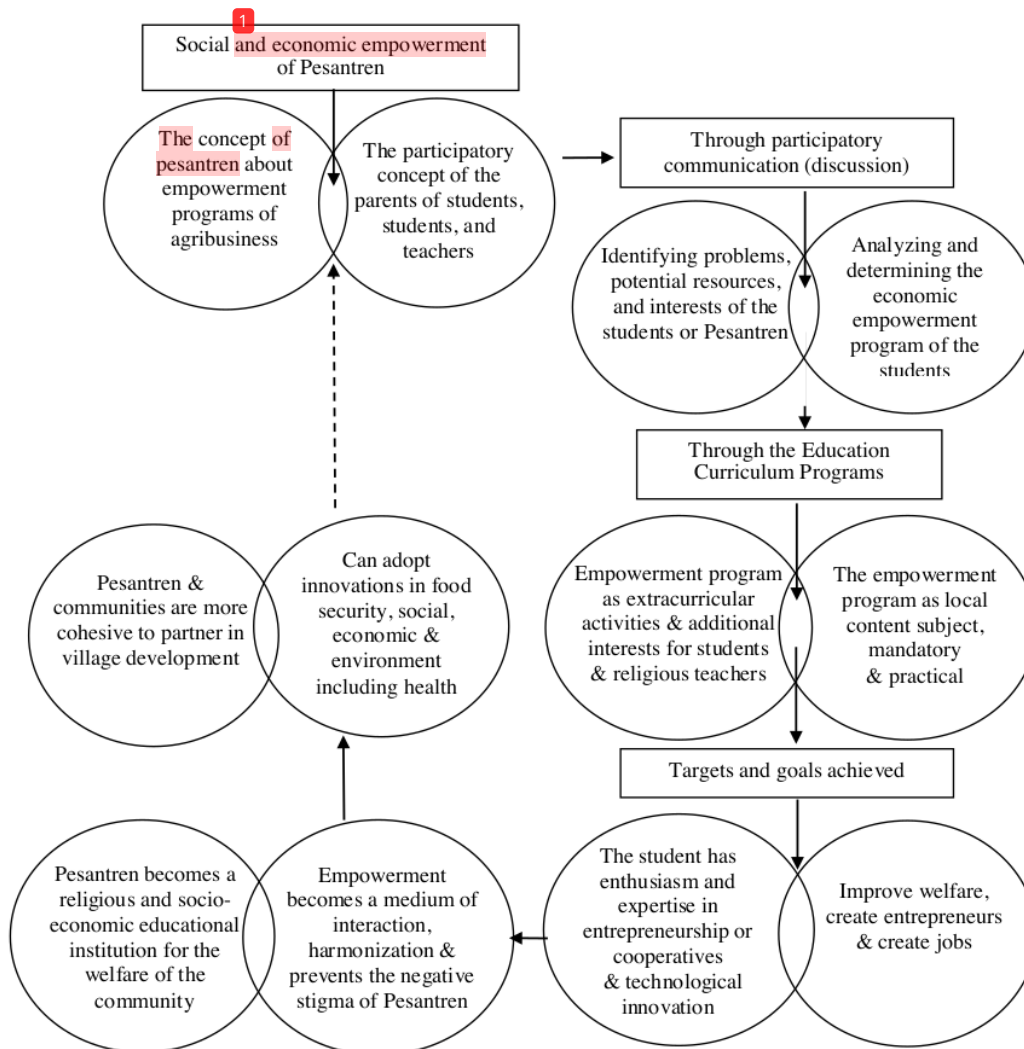 1
Social and economic empowerment
of Pesantren
The concept of
pesantren about
empowerment
programs of
agribusiness
The participatory
concept of the
parents of students,
students, and
teachers
Through participatory
communication (discussion)
Identifying problems,
potential resources,
and interests of the
students or Pesantren
Analyzing and
determining the
economic
empowerment
program of the
students
Through the Education
Curriculum Programs
Empowerment program
as extracurricular
activities & additional
interests for students
& religious teachers
The empowerment
program as local
content subject,
mandatory
& practical
Targets and goals achieved
The student has
enthusiasm and
expertise in
entrepreneurship or
cooperatives
& technological
innovation
Improve welfare,
create entrepreneurs
& create jobs
Pesantren becomes a
religious and socio-
economic educational
institution for the
welfare of the
community
Empowerment
becomes a medium of
interaction,
harmonization &
prevents the negative
stigma of Pesantren
Pesantren &
communities are more
cohesive to partner in
village development
Can adopt
innovations in food
security, social,
economic &
environment
including health